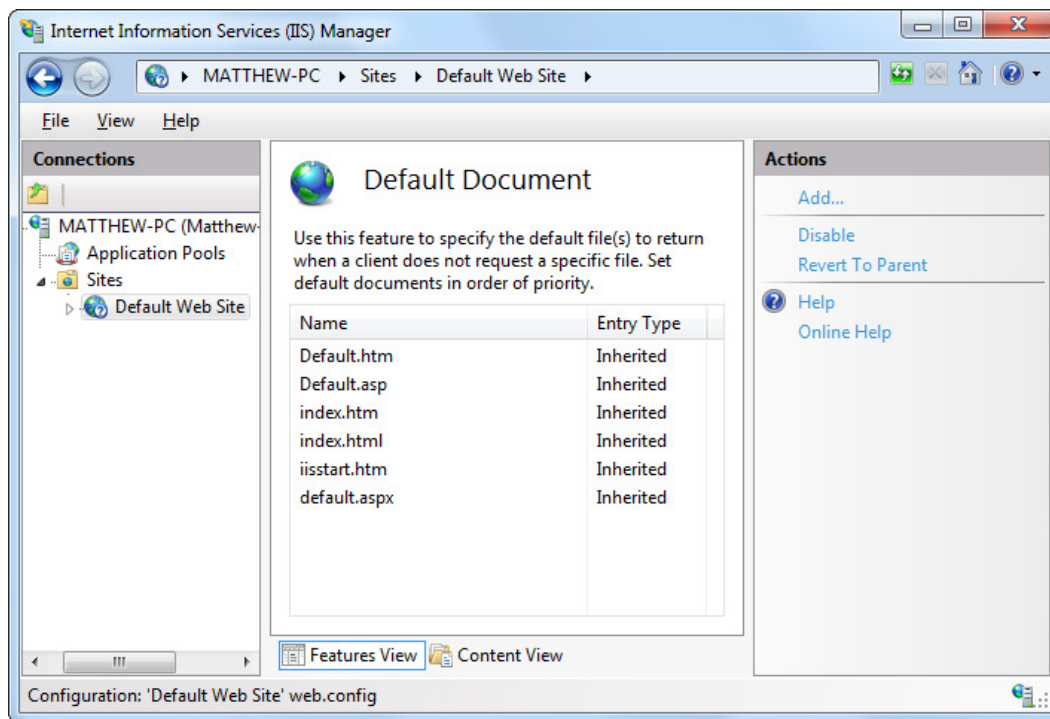 Internet Information Services (IIS) Manager
MATTHEW-PC Sites Default Web Site
File View Help
Connections
MATTHEW-PC (Matthew-
Application Pools
Sites
Default Web Site
Default Document
Use this feature to specify the default file(s) to return
when a client does not request a specific file. Set
default documents in order of priority.
Name Entry Type
Default.htm Inherited
Default.asp Inherited
index.htm Inherited
index.html Inherited
iisstart.htm Inherited
default.aspx Inherited
Features View Content View
Actions
Add...
Disable
Revert To Parent
Help
Online Help
Configuration: 'Default Web Site' web.config